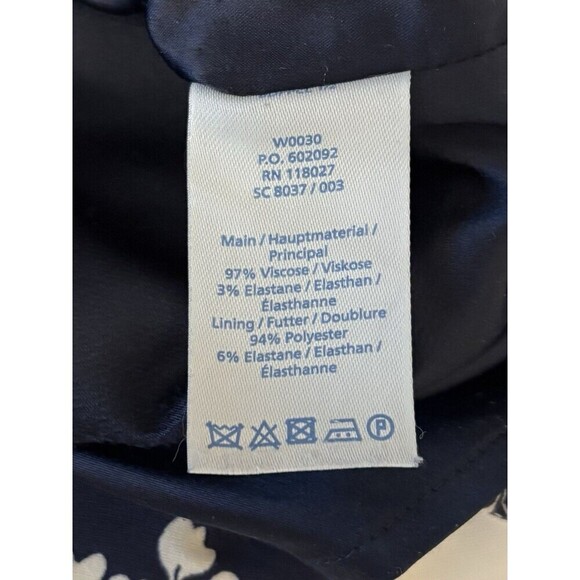 W0030
P.O. 602092
RN 118027
SC 8037 / 003
Main / Hauptmaterial /
Principal
97% Viscose / Viskose
3% Elastane / Elasthan /
Élasthanne
Lining / Futter / Doublure
94% Polyester
6% Elastane / Elasthan /
Élasthanne
P